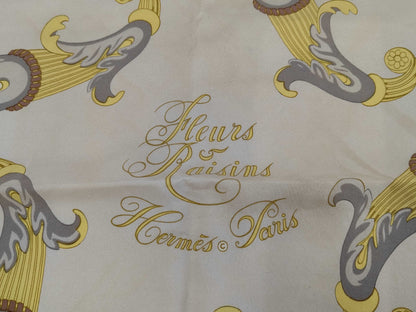 Fleurs
&
Raisins
Hermès © Paris